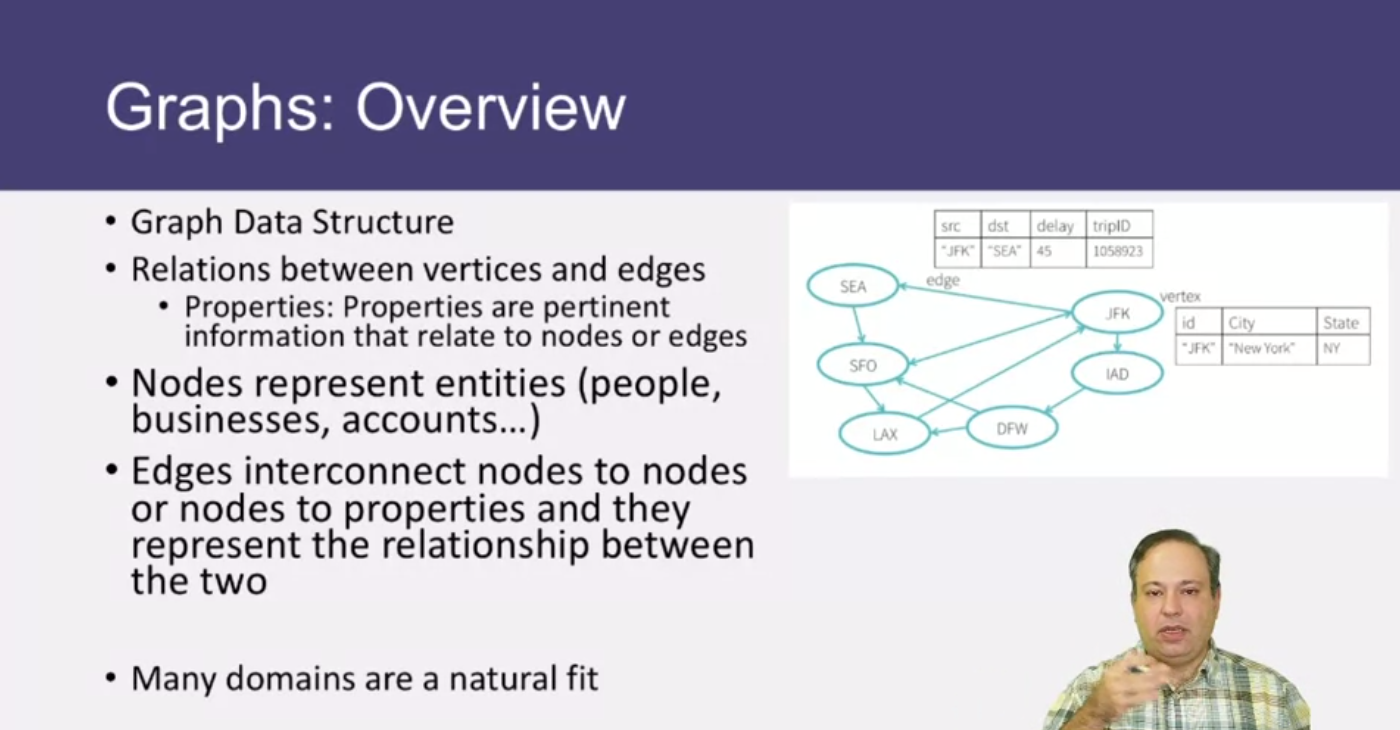 Graphs: Overview
• Graph Data Structure
• Relations between vertices and edges
• Properties: Properties are pertinent
information that relate to nodes or edges
• Nodes represent entities (people,
businesses, accounts...)
• Edges interconnect nodes to nodes
or nodes to properties and they
represent the relationship between
the two
• Many domains are a natural fit
src dst delay tripID
"JFK" "SEA" 45 1058923
edge
SEA
JFK
vertex
id City State
"JFK" "New York" NY
SFO
IAD
LAX
DFW